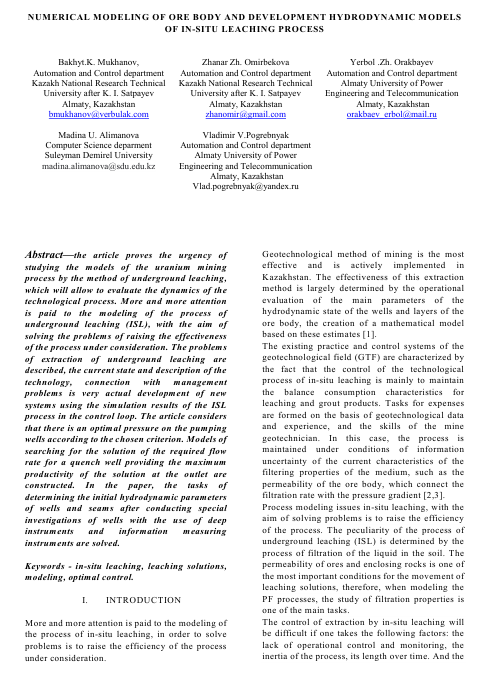 NUMERICAL MODELING OF ORE BODY AND DEVELOPMENT HYDRODYNAMIC MODELS
OF IN-SITU LEACHING PROCESS
Bakhyt.K. Mukhanov,
Automation and Control department
Kazakh National Research Technical
University after K. I. Satpayev
Almaty, Kazakhstan
bmukhanov@verbulak.com
Zhanar Zh. Omirbekova
Automation and Control department
Kazakh National Research Technical
University after K. I. Satpayev
Almaty, Kazakhstan
zhanomir@gmail.com
Yerbol .Zh. Orakbayev
Almaty University of Power
Engineering and Telecommunication
Almaty, Kazakhstan
orakbaev_erbol@mail.ru
Madina U. Alimanova
Computer Science deparment
Suleyman Demirel University
madina.alimanova@sdu.edu.kz
Vladimir V.Pogrebnyak
Automation and Control department
Almaty University of Power
Engineering and Telecommunication
Almaty, Kazakhstan
Vlad.pogrebnyak@yandex.ru
Abstract—the article proves the urgency of
studying the models of the uranium mining
process by the method of underground leaching,
which will allow to evaluate the dynamics of the
technological process. More and more attention
is paid to the modeling of the process of
underground leaching (ISL), with the aim of
solving the problems of raising the effectiveness
of the process under consideration. The problems
of extraction of underground leaching are
described, the current state and description of the
technology, connection with management
problems is very actual development of new
systems using the simulation results of the ISL
process in the control loop. The article considers
that there is an optimal pressure on the pumping
wells according to the chosen criterion. Models of
searching for the solution of the required flow
rate for a quench well providing the maximum
productivity of the solution at the outlet are
constructed. In the paper, the tasks of
determining the initial hydrodynamic parameters
of wells and seams after conducting special
investigations of wells with the use of deep
instruments and information measuring
instruments are solved.
Keywords - in-situ leaching, leaching solutions,
modeling, optimal control.
I. INTRODUCTION
More and more attention is paid to the modeling of
the process of in-situ leaching, in order to solve
problems is to raise the efficiency of the process
under consideration.
Geotechnological method of mining is the most
effective and is actively implemented in
Kazakhstan. The effectiveness of this extraction
method is largely determined by the operational
evaluation of the main parameters of the
hydrodynamic state of the wells and layers of the
ore body, the creation of a mathematical model
based on these estimates [1].
The existing practice and control systems of the
geotechnological field (GTF) are characterized by
the fact that the control of the technological
process of in-situ leaching is mainly to maintain
the balance consumption characteristics for
leaching and grout products. Tasks for expenses
are formed on the basis of geotechnological data
and experience, and the skills of the mine
geotechnician. In this case, the process is
maintained under conditions of information
uncertainty of the current characteristics of the
filtering properties of the medium, such as the
permeability of the ore body, which connect the
filtration rate with the pressure gradient [2,3].
Process modeling issues in-situ leaching, with the
aim of solving problems is to raise the efficiency
of the process. The peculiarity of the process of
underground leaching (ISL) is determined by the
process of filtration of the liquid in the soil. The
permeability of ores and enclosing rocks is one of
the most important conditions for the movement of
leaching solutions, therefore, when modeling the
PF processes, the study of filtration properties is
one of the main tasks.
The control of extraction by in-situ leaching will
be difficult if one takes the following factors: the
lack of operational control and monitoring, the
inertia of the process, its length over time. And the